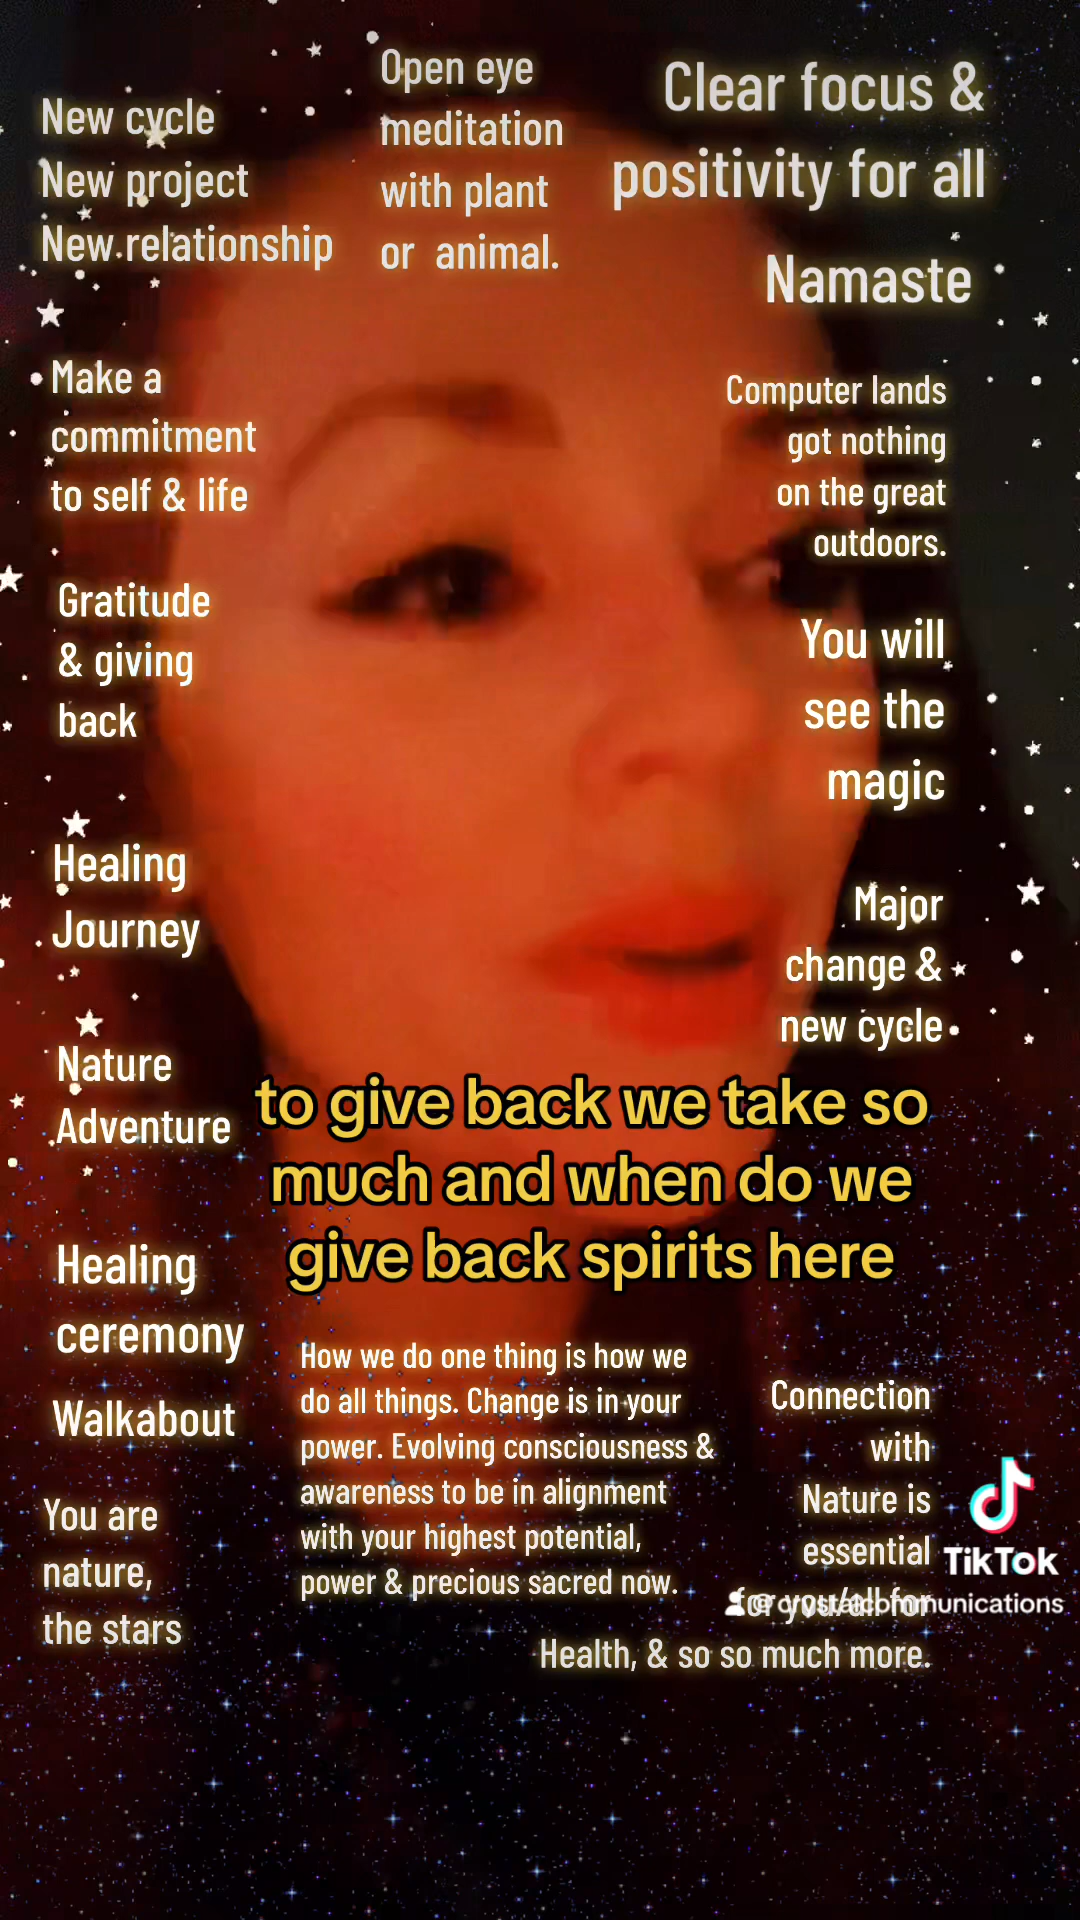 New cycle
New project
New relationship
Open eye
meditation
with plant
or animal.
Clear focus &
positivity for all
Namaste
Make a
commitment
to self & life
Computer lands
got nothing
on the great
outdoors.
Gratitude
& giving
back
You will
see the
magic
Healing
Journey
Major
change &
new cycle
Nature
Adventure
to give back we take so
much and when do we
give back spirits here
Healing
ceremony
Walkabout
You are
nature,
the stars
How we do one thing is how we
do all things. Change is in your
power. Evolving consciousness &
awareness to be in alignment
with your highest potential,
power & precious sacred now.
Connection
with
Nature is
essential
for you/all for
Health, & so so much more.
TikTok
@crystalcommunications